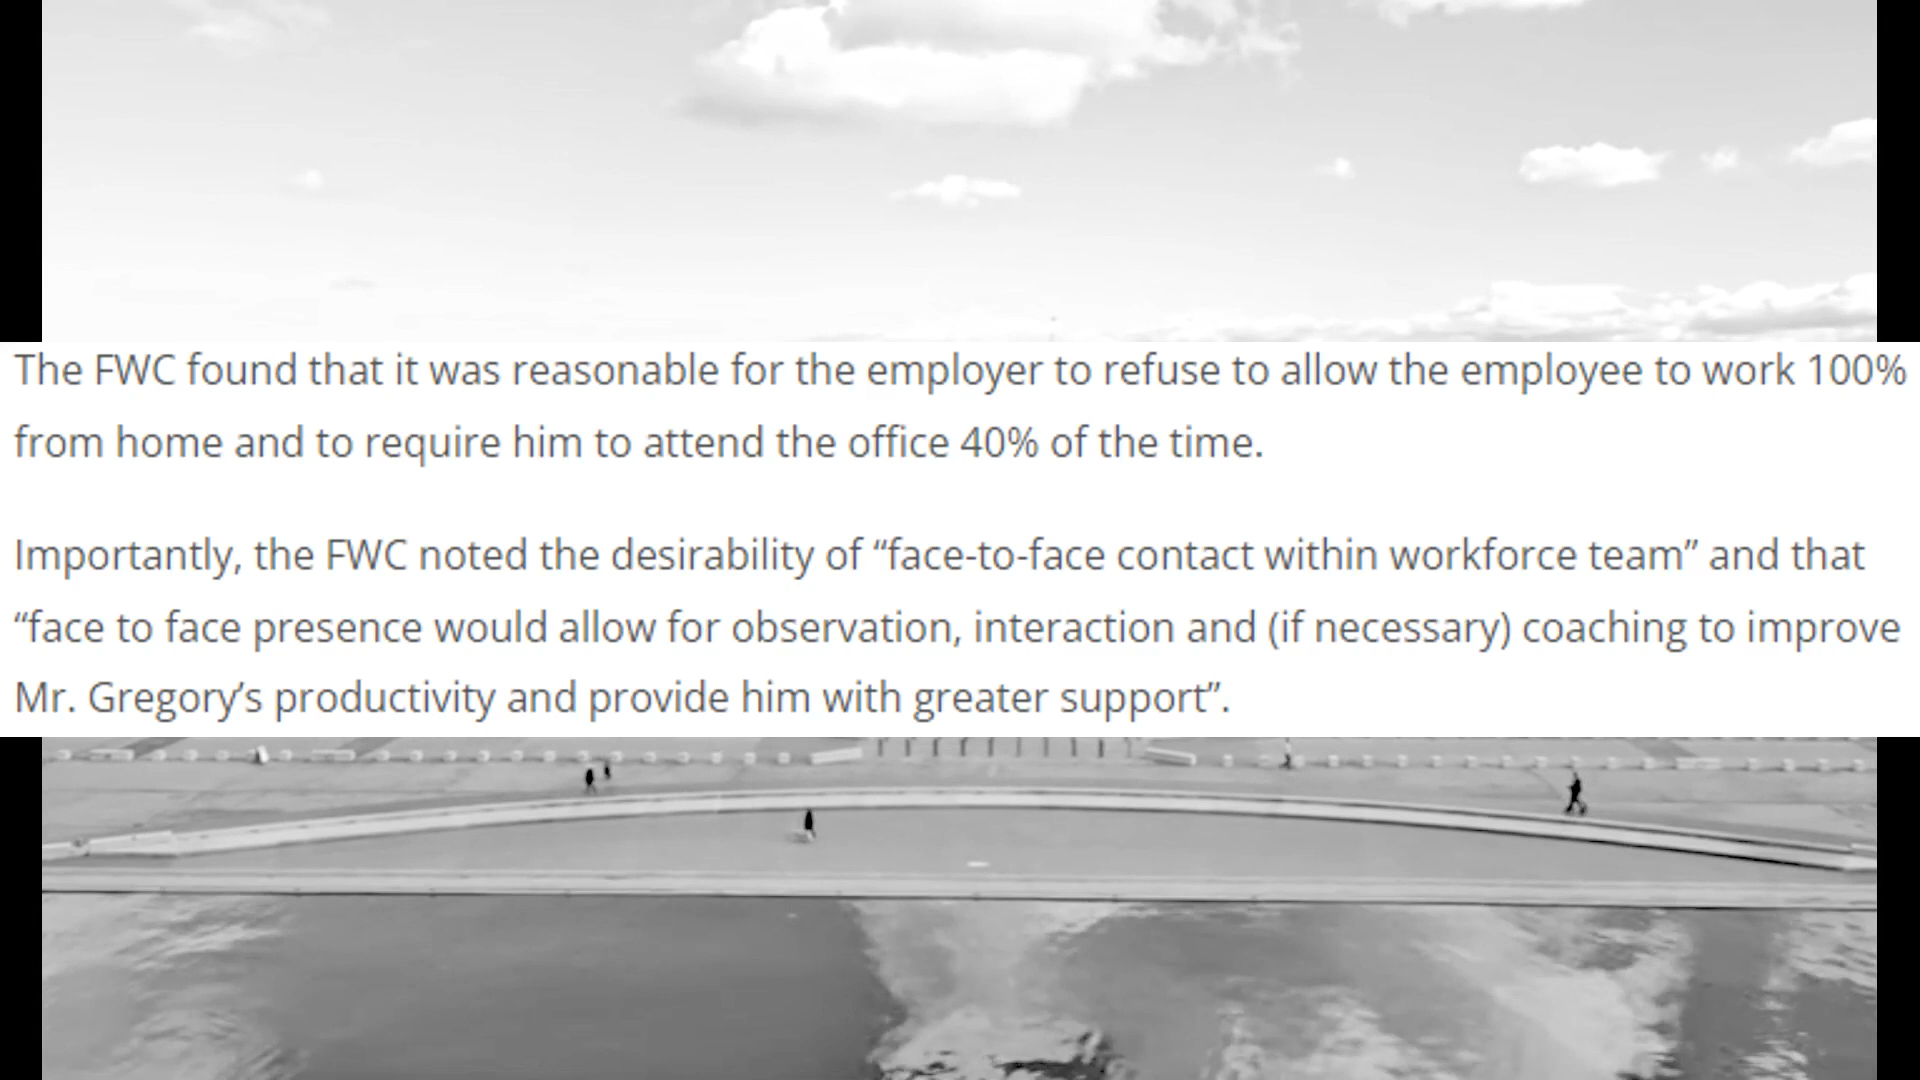 The FWC found that it was reasonable for the employer to refuse to allow the employee to work 100%
from home and to require him to attend the office 40% of the time.
Importantly, the FWC noted the desirability of “face-to-face contact within workforce team” and that
“face to face presence would allow for observation, interaction and (if necessary) coaching to improve
Mr. Gregory’s productivity and provide him with greater support”.